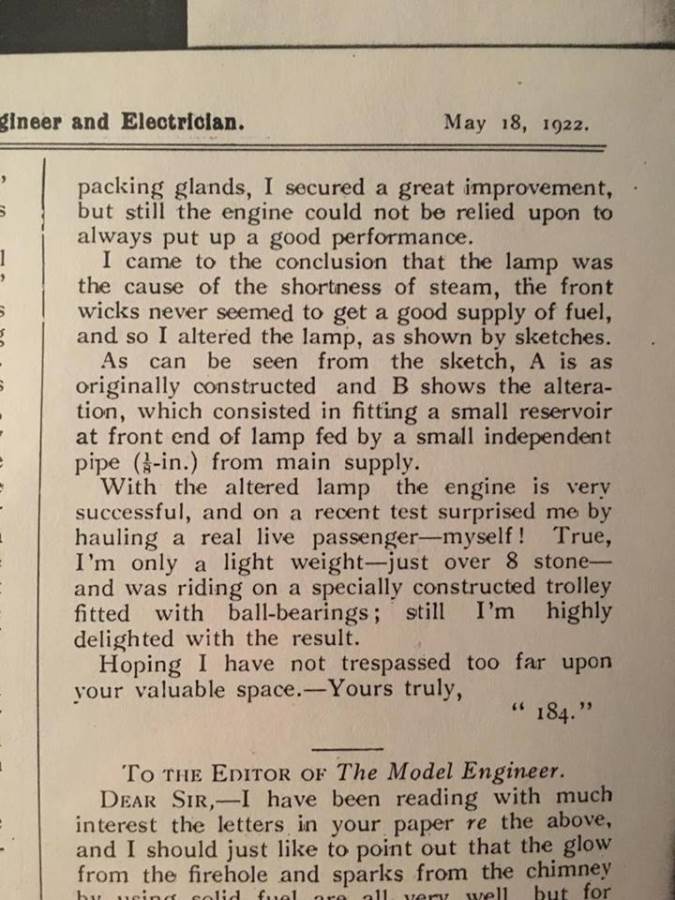 gineer and Electrician. May 18, 1922.
packing glands, I secured a great improvement,
but still the engine could not be relied upon to
always put up a good performance.
I came to the conclusion that the lamp was
the cause of the shortness of steam, the front
wicks never seemed to get a good supply of fuel,
and so I altered the lamp, as shown by sketches.
As can be seen from the sketch, A is as
originally constructed and B shows the altera-
tion, which consisted in fitting a small reservoir
at front end of lamp fed by a small independent
pipe (⅛-in.) from main supply.
With the altered lamp the engine is very
successful, and on a recent test surprised me by
hauling a real live passenger—myself! True,
I'm only a light weight—just over 8 stone—
and was riding on a specially constructed trolley
fitted with ball-bearings; still I'm highly
delighted with the result.
Hoping I have not trespassed too far upon
your valuable space.—Yours truly,
“ 184.”
To the Editor of The Model Engineer.
Dear Sir,—I have been reading with much
interest the letters in your paper re the above,
and I should just like to point out that the glow
from the firehole and sparks from the chimney
by using solid fuel are all very well but for